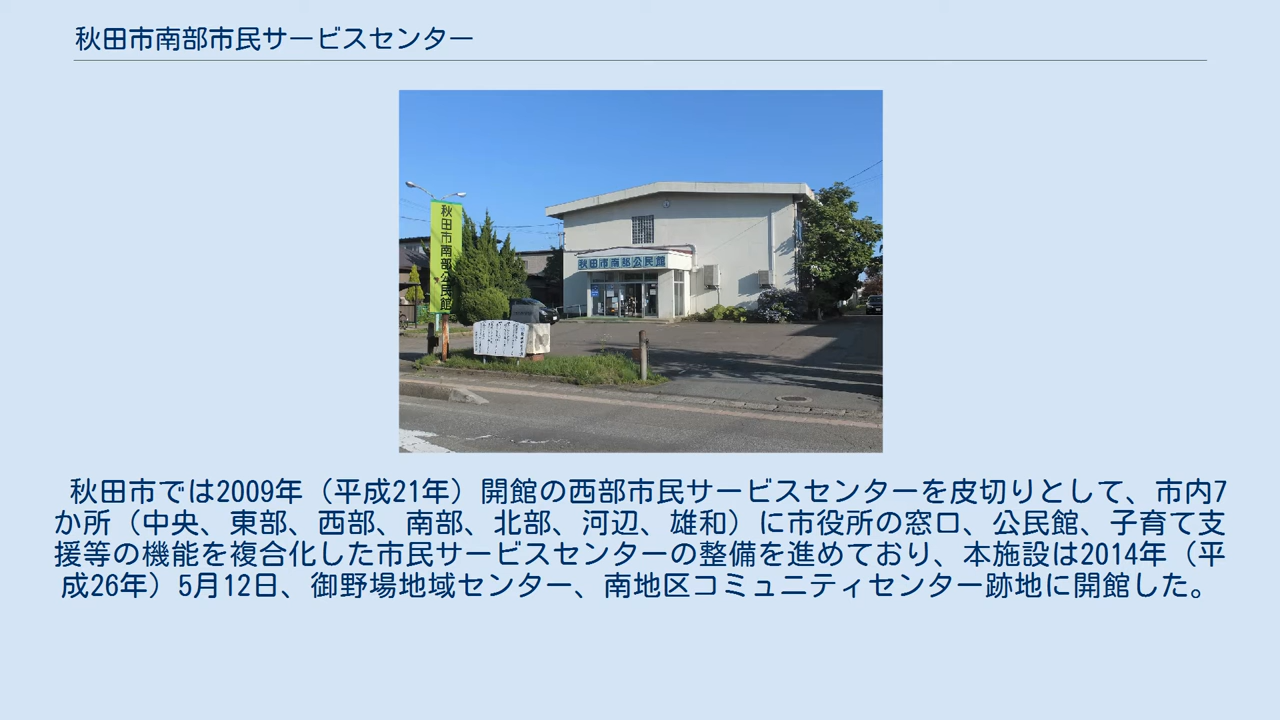 秋田市南部市民サービスセンター
秋田市南部公民館
秋田市南部公民館
秋田市では2009年（平成21年）開館の西部市民サービスセンターを皮切りとして、市内7
か所（中央、東部、西部、南部、北部、河辺、雄和）に市役所の窓口、公民館、子育て支
援等の機能を複合化した市民サービスセンターの整備を進めており、本施設は2014年（平
成26年）5月12日、御野場地域センター、南地区コミュニティセンター跡地に開館した。